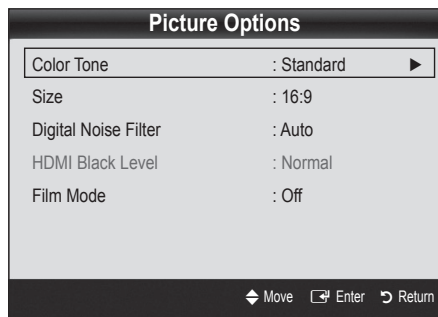 Picture Options
Color Tone : Standard ▶
Size : 16:9
Digital Noise Filter : Auto
HDMI Black Level : Normal
Film Mode : Off
Move Enter Return